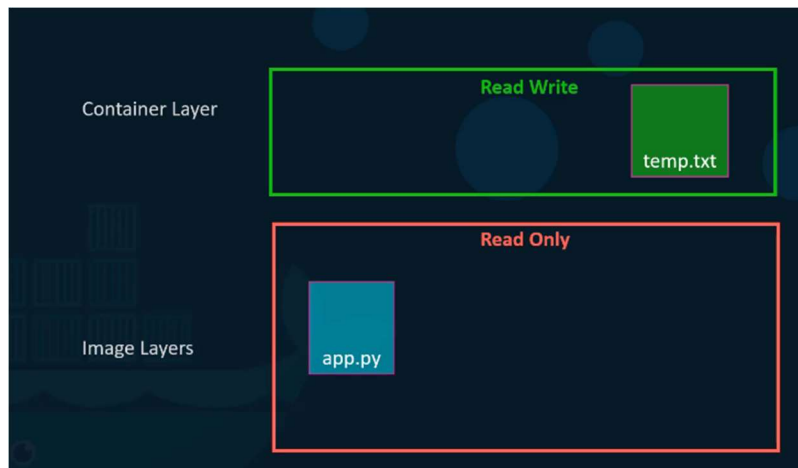 Read Write
Container Layer
temp.txt
Read Only
Image Layers
app.py